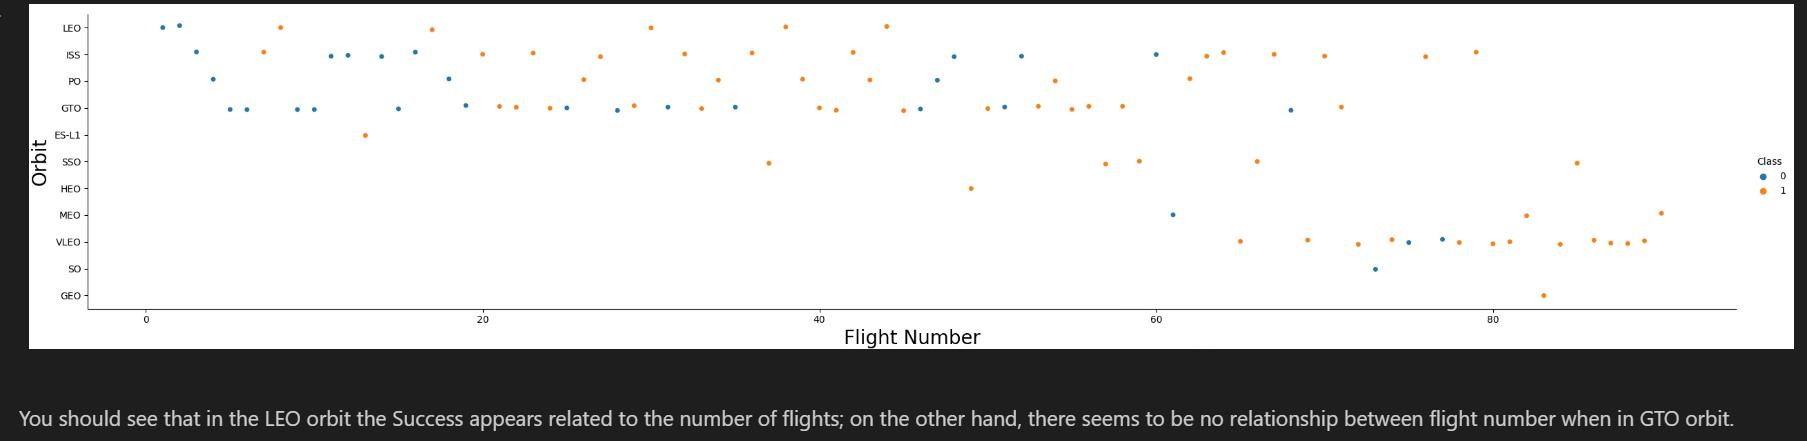 LEO
ISS
PO
GTO
ES-L1
SSO
HEO
MEO
VLEO
SO
GEO
Orbit
0 20 40 60 80
Flight Number
Class
0
1
You should see that in the LEO orbit the Success appears related to the number of flights; on the other hand, there seems to be no relationship between flight number when in GTO orbit.